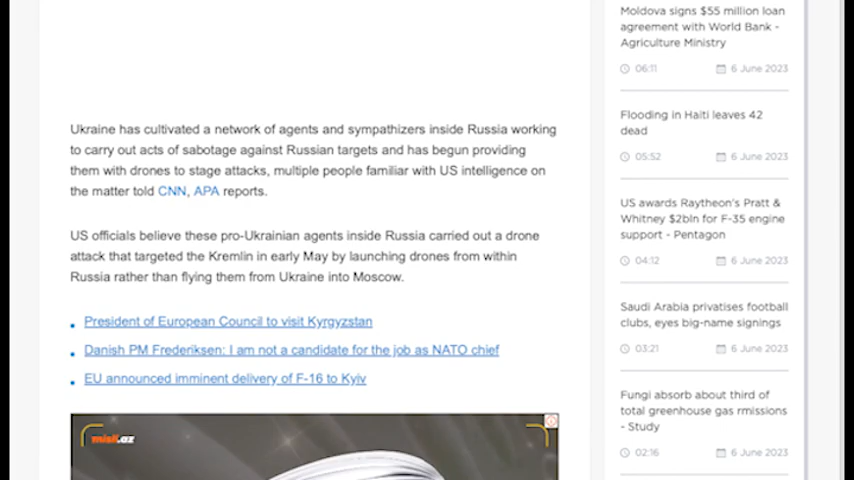 Ukraine has cultivated a network of agents and sympathizers inside Russia working
to carry out acts of sabotage against Russian targets and has begun providing
them with drones to stage attacks, multiple people familiar with US intelligence on
the matter told CNN, APA reports.
US officials believe these pro-Ukrainian agents inside Russia carried out a drone
attack that targeted the Kremlin in early May by launching drones from within
Russia rather than flying them from Ukraine into Moscow.
President of European Council to visit Kyrgyzstan
Danish PM Frederiksen: I am not a candidate for the job as NATO chief
EU announced imminent delivery of F-16 to Kyiv
misli.az
Moldova signs $55 million loan
agreement with World Bank -
Agriculture Ministry
06:11 6 June 2023
Flooding in Haiti leaves 42
dead
05:52 6 June 2023
US awards Raytheon's Pratt &
Whitney $2bln for F-35 engine
support - Pentagon
04:12 6 June 2023
Saudi Arabia privatises football
clubs, eyes big-name signings
03:21 6 June 2023
Fungi absorb about third of
total greenhouse gas rmissions
- Study
02:16 6 June 2023